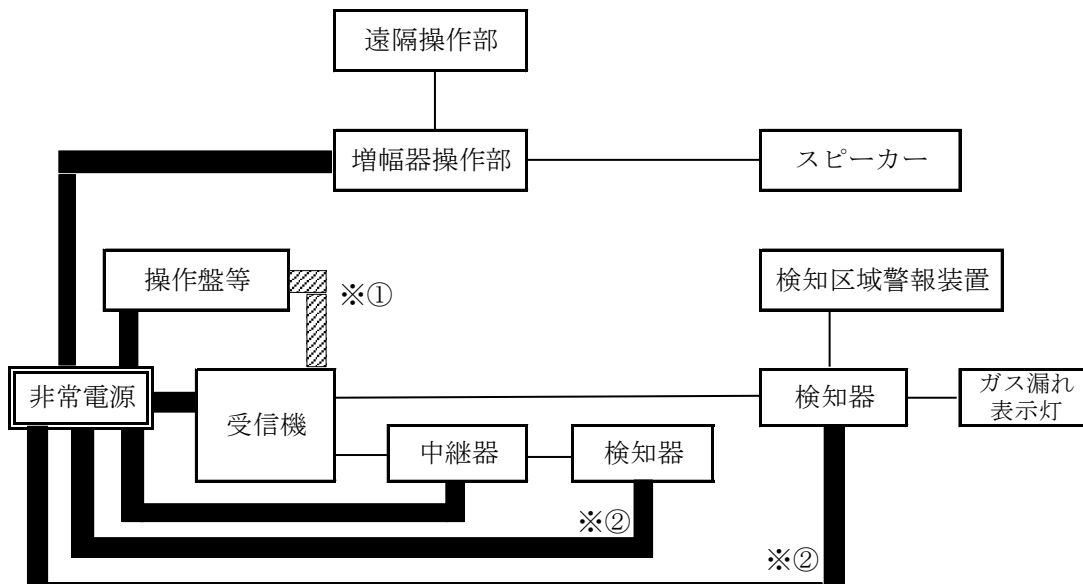 遠隔操作部
増幅器操作部
スピーカー
操作盤等
※①
検知区域警報装置
非常電源
受信機
検知器
ガス漏れ
表示灯
中継器
検知器
※②
※②